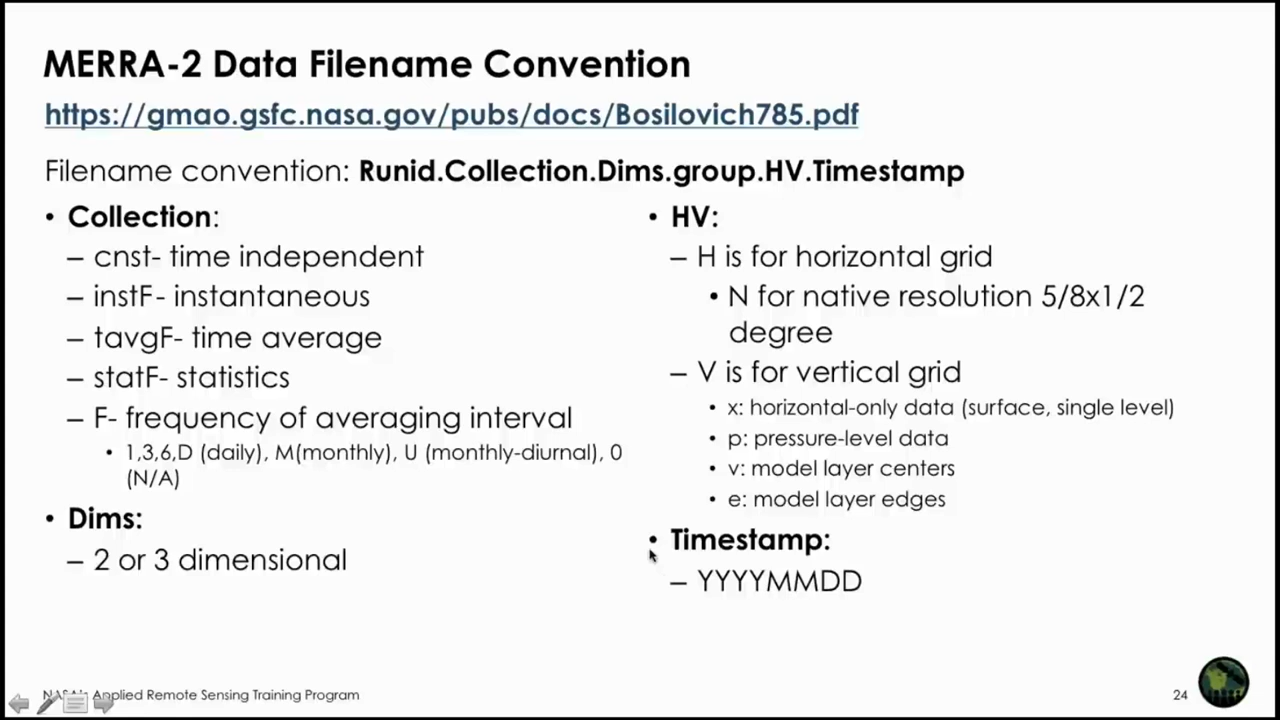 MERRA-2 Data Filename Convention
https://gmao.gsfc.nasa.gov/pubs/docs/Bosilovich785.pdf
Filename convention: Runid.Collection.Dims.group.HV.Timestamp
• Collection:
– cnst- time independent
– instF- instantaneous
– tavgF- time average
– statF- statistics
– F- frequency of averaging interval
• 1,3,6,D (daily), M(monthly), U (monthly-diurnal), 0
(N/A)
• Dims:
– 2 or 3 dimensional
• HV:
– H is for horizontal grid
• N for native resolution 5/8x1/2
degree
– V is for vertical grid
• x: horizontal-only data (surface, single level)
• p: pressure-level data
• v: model layer centers
• e: model layer edges
• Timestamp:
– YYYYMMDD
NASA's Applied Remote Sensing Training Program
24